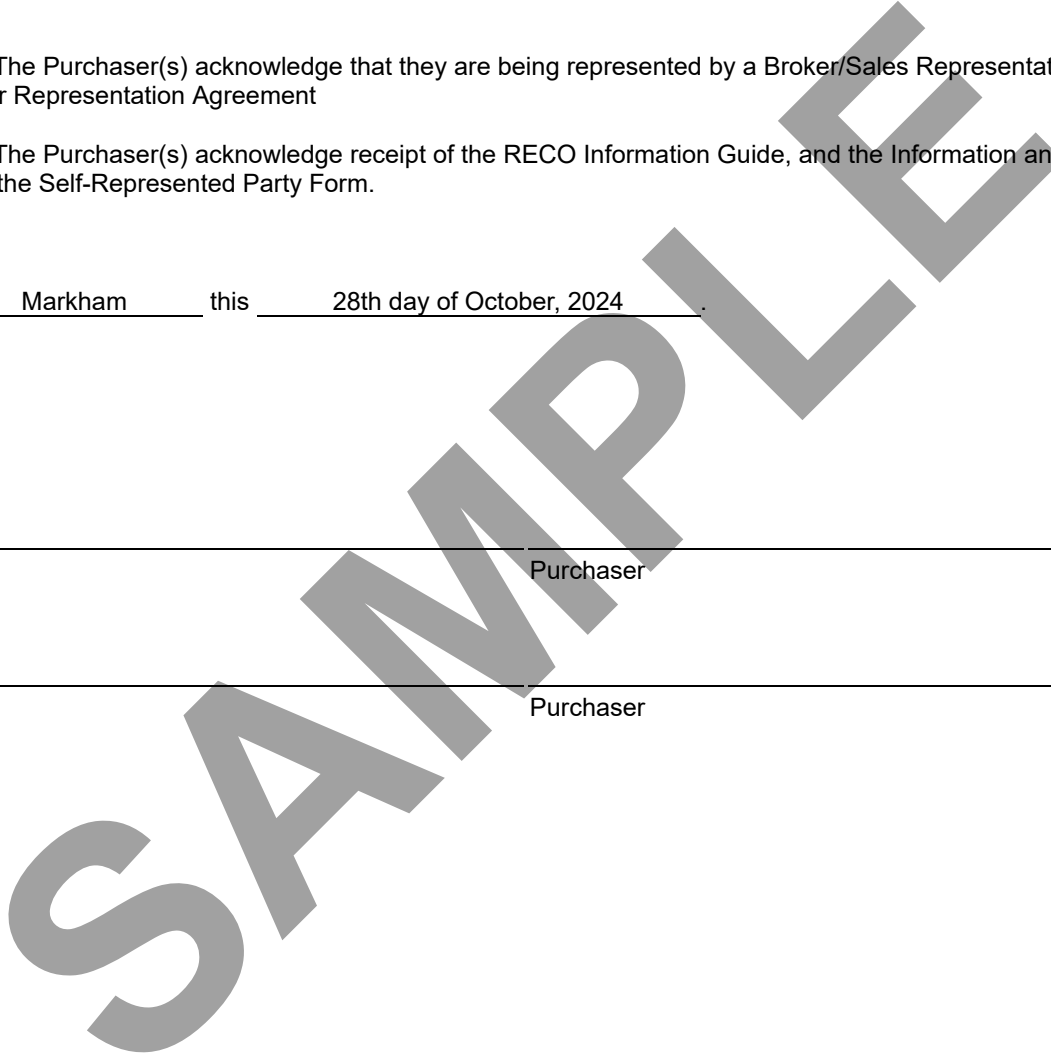 The Purchaser(s) acknowledge that they are being represented by a Broker/Sales
r Representation Agreement
The Purchaser(s) acknowledge receipt of the RECO Information Guide, and the Information
the Self-Represented Party Form.
Markham this 28th day of October, 2024.
Purchaser
Purchaser
SAMPLE